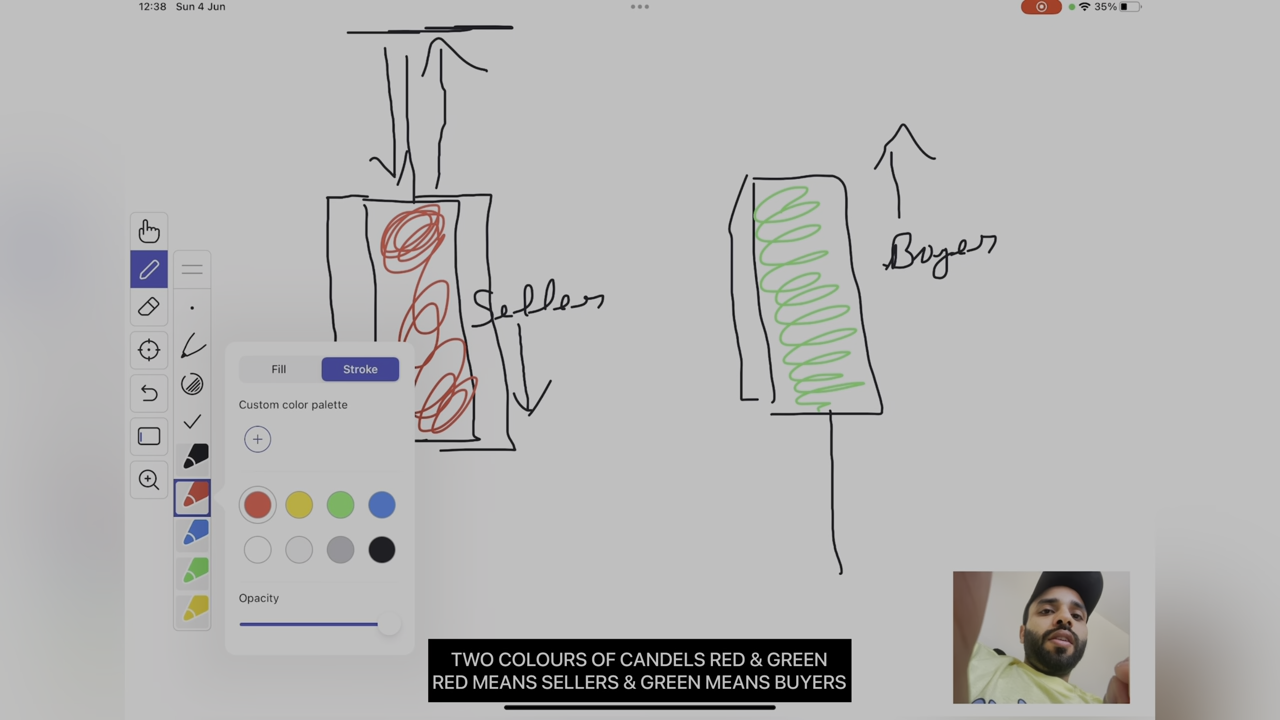 12:38 Sun 4 Jun
35%
Sellers
Boyers
Fill
Stroke
Custom color palette
Opacity
TWO COLOURS OF CANDELS RED & GREEN
RED MEANS SELLERS & GREEN MEANS BUYERS